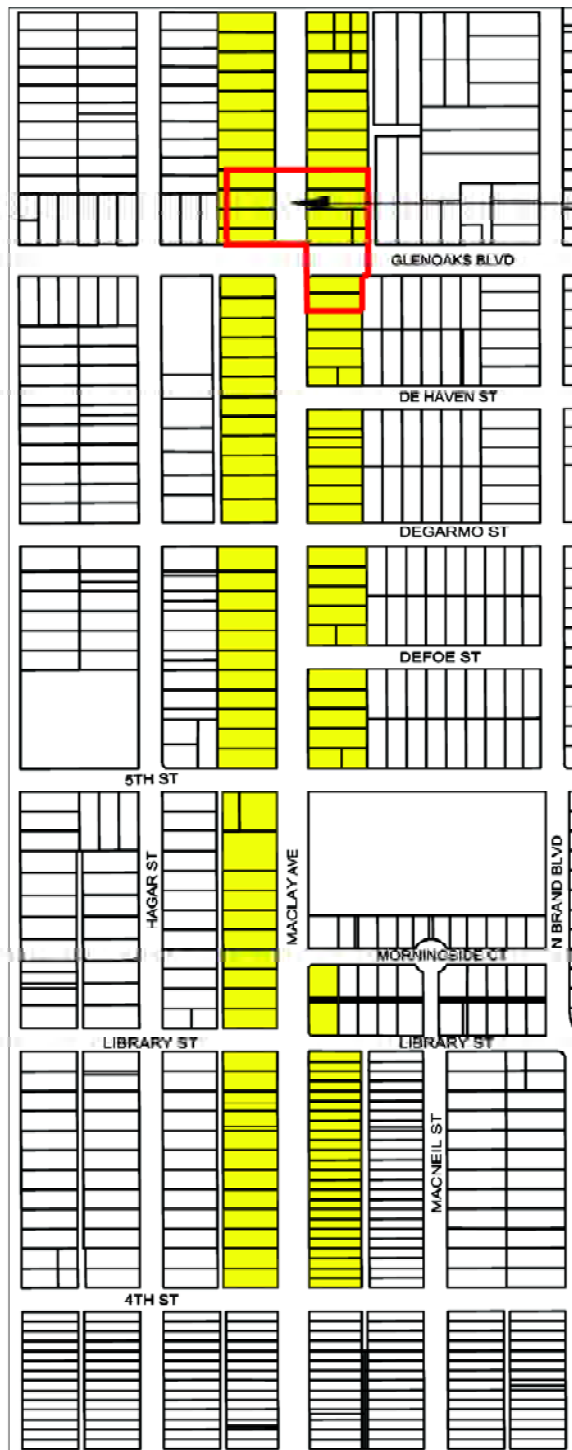 GLENOAKS BLVD
DE HAVEN ST
DEGARMO ST
DEFOE ST
5TH ST
HAGAR ST
MACLAY AVE
N BRAND BLVD
MORNINGSIDE CT
LIBRARY ST
LIBRARY ST
MACNEIL ST
4TH ST